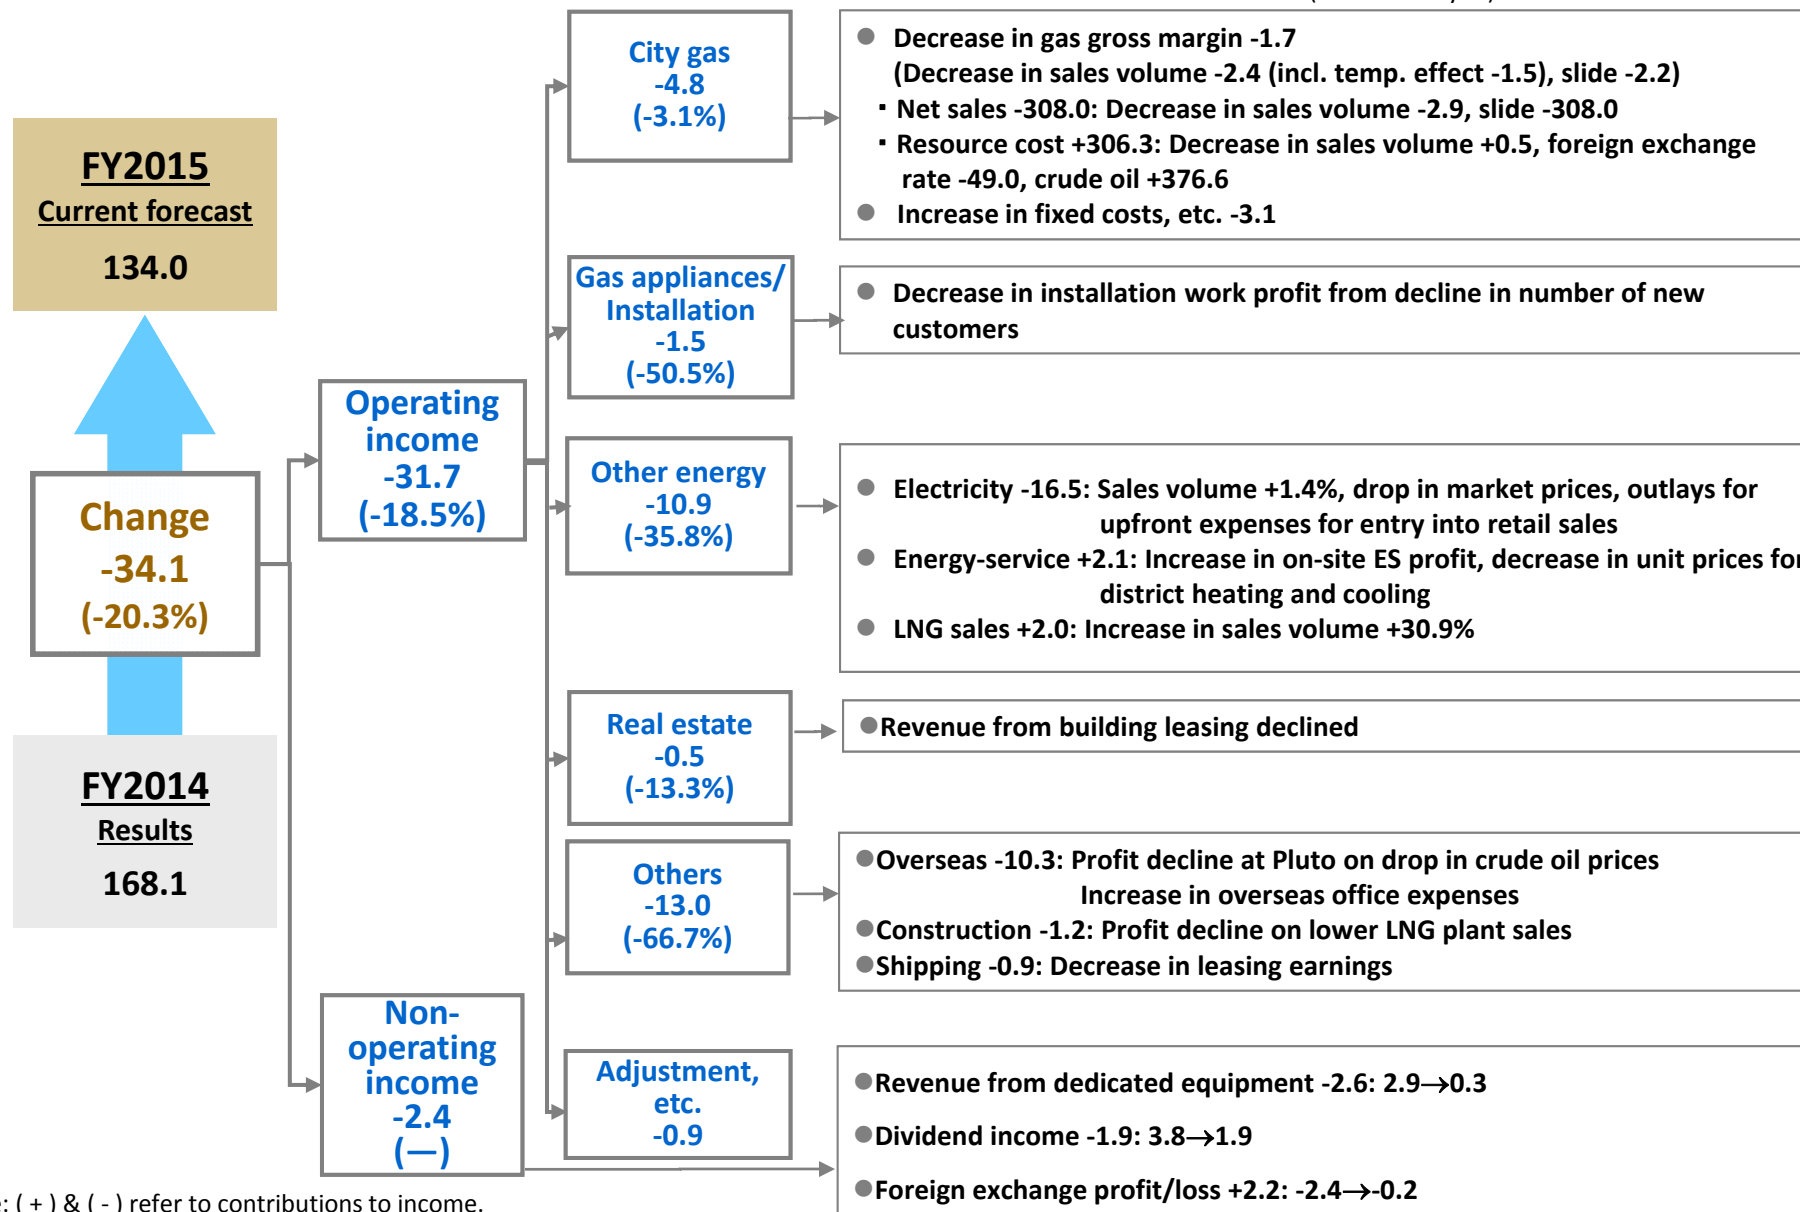 FY2015
Current forecast
134.0
Change
-34.1
(-20.3%)
FY2014
Results
168.1
Operating
income
-31.7
(-18.5%)
Non-
operating
income
-2.4
(—)
City gas
-4.8
(-3.1%)
● Decrease in gas gross margin -1.7
(Decrease in sales volume -2.4 (incl. temp. effect -1.5), slide -2.2)
・Net sales -308.0: Decrease in sales volume -2.9, slide -308.0
・Resource cost +306.3: Decrease in sales volume +0.5, foreign exchange
rate -49.0, crude oil +376.6
● Increase in fixed costs, etc. -3.1
Gas appliances/
Installation
-1.5
(-50.5%)
● Decrease in installation work profit from decline in number of new
customers
Other energy
-10.9
(-35.8%)
● Electricity -16.5: Sales volume +1.4%, drop in market prices, outlays for
upfront expenses for entry into retail sales
● Energy-service +2.1: Increase in on-site ES profit, decrease in unit prices for
district heating and cooling
● LNG sales +2.0: Increase in sales volume +30.9%
Real estate
-0.5
(-13.3%)
●Revenue from building leasing declined
Others
-13.0
(-66.7%)
●Overseas -10.3: Profit decline at Pluto on drop in crude oil prices
Increase in overseas office expenses
●Construction -1.2: Profit decline on lower LNG plant sales
●Shipping -0.9: Decrease in leasing earnings
Adjustment,
etc.
-0.9
●Revenue from dedicated equipment -2.6: 2.9→0.3
●Dividend income -1.9: 3.8→1.9
●Foreign exchange profit/loss +2.2: -2.4→-0.2
: ( + ) & ( - ) refer to contributions to income.